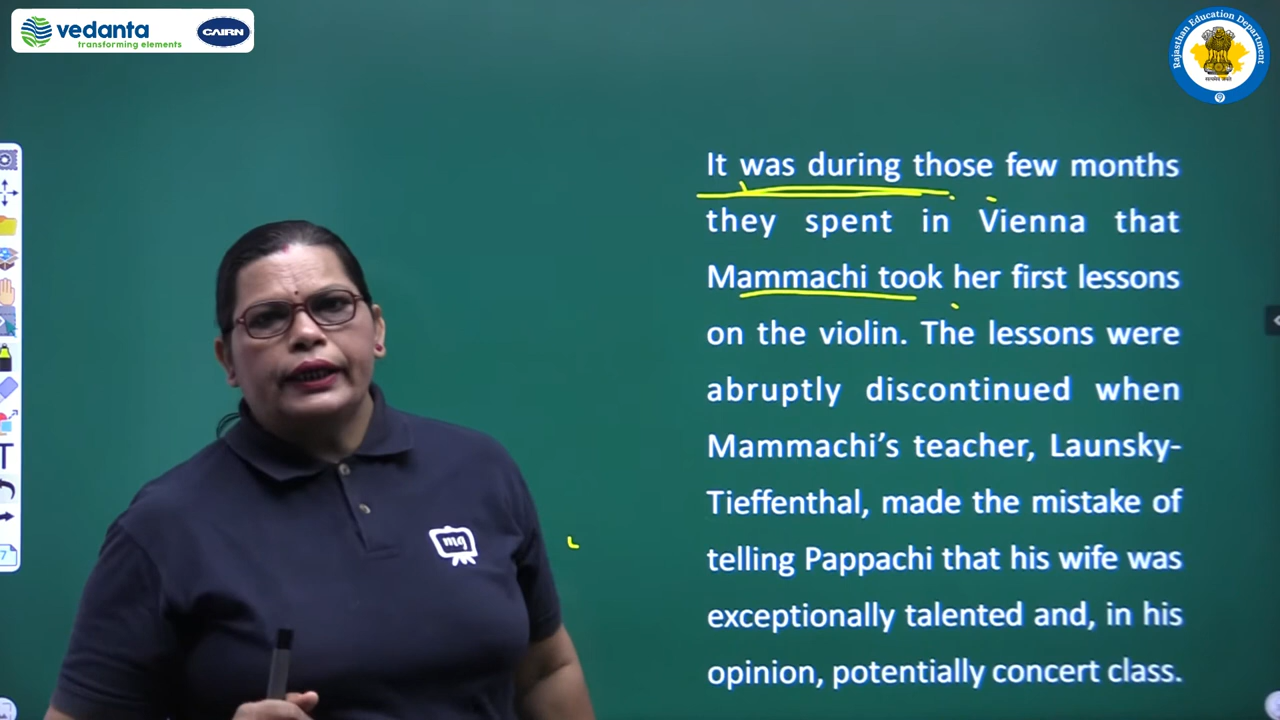 vedanta
transforming elements
CAIRN
Rajasthan Education Department
It was during those few months
they spent in Vienna that
Mammachi took her first lessons
on the violin. The lessons were
abruptly discontinued when
Mammachi’s teacher, Launsky-
Tieffenthal, made the mistake of
telling Pappachi that his wife was
exceptionally talented and, in his
opinion, potentially concert class.
mq
T
7